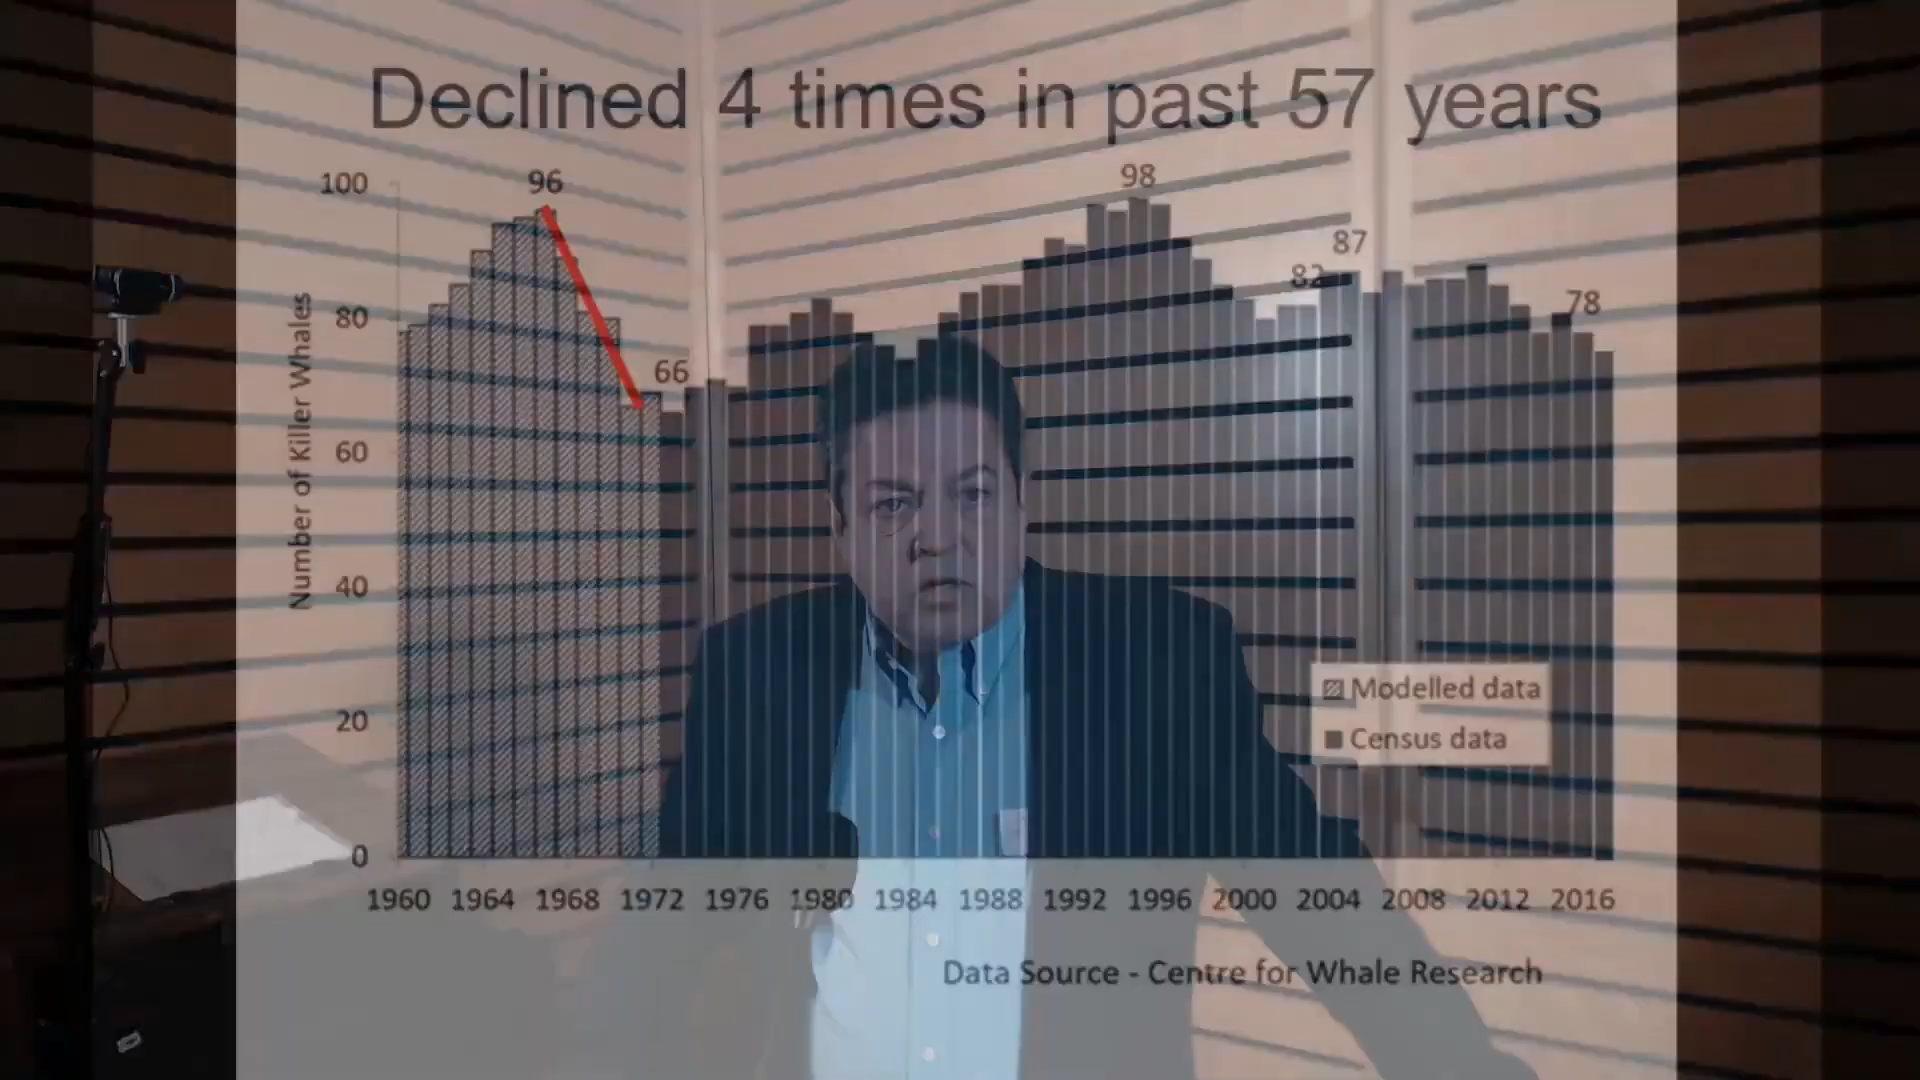 Declined 4 times in past 57 years
96
98
87
82
78
66
100
80
60
40
20
0
Number of Killer Whales
Modelled data
Census data
1960 1964 1968 1972 1976 1980 1984 1988 1992 1996 2000 2004 2008 2012 2016
Data Source - Centre for Whale Research